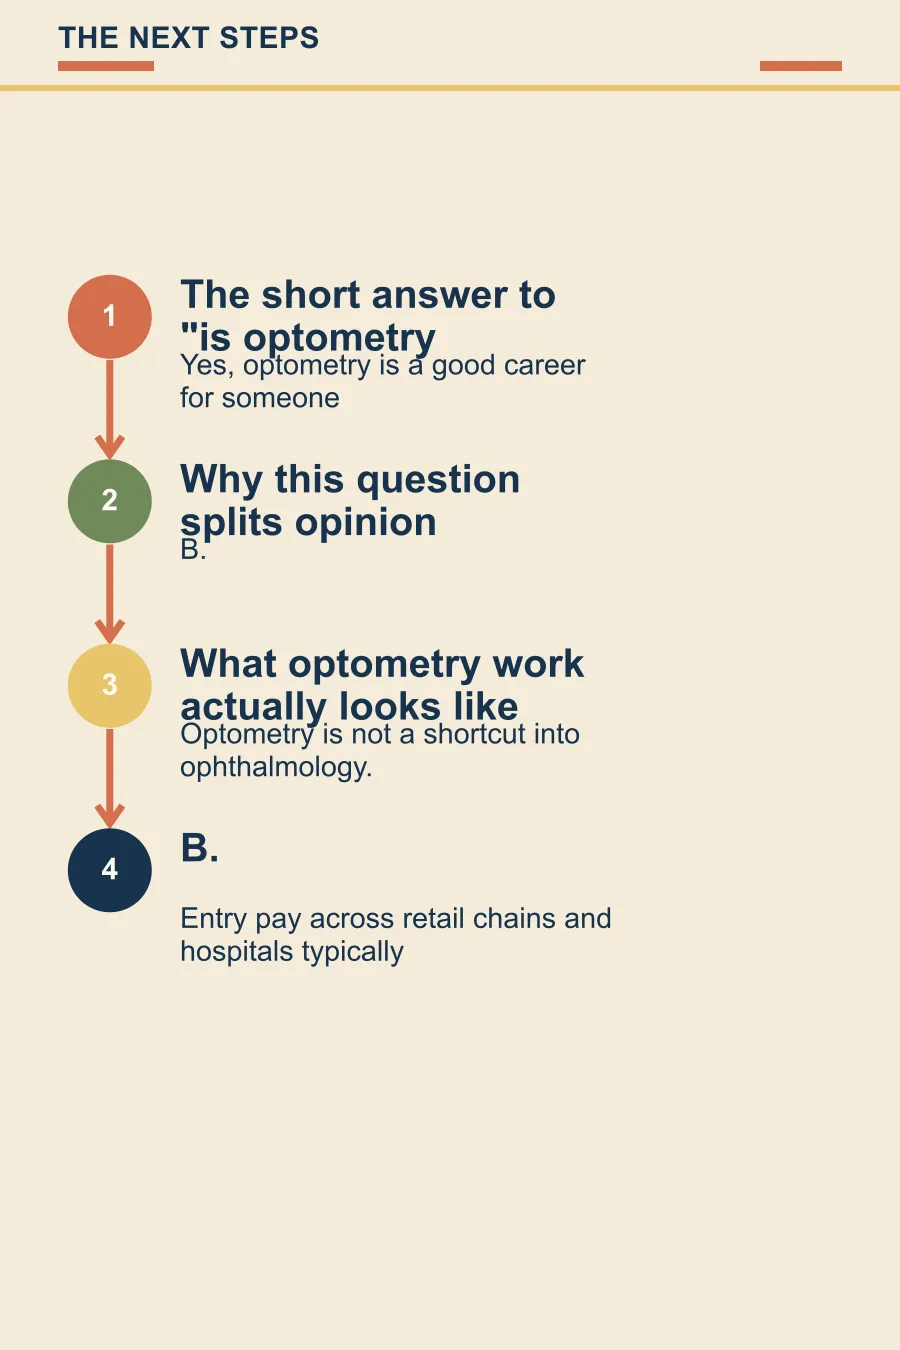 THE NEXT STEPS
1
The short answer to
"is optometry
Yes, optometry is a good career
for someone
2
Why this question
splits opinion
B.
3
What optometry work
actually looks like
Optometry is not a shortcut into
ophthalmology.
4
B.
Entry pay across retail chains and
hospitals typically